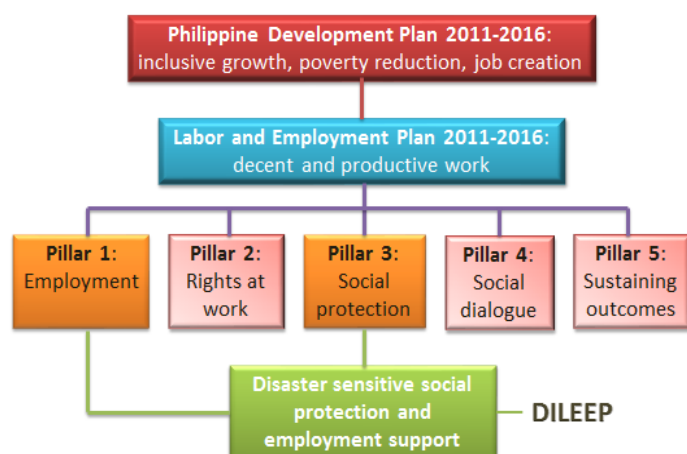 Philippine Development Plan 2011-2016:
inclusive growth, poverty reduction, job creation
Labor and Employment Plan 2011-2016:
decent and productive work
Pillar 1:
Employment
Pillar 2:
Rights at
work
Pillar 3:
Social
protection
Pillar 4:
Social
dialogue
Pillar 5:
Sustaining
outcomes
Disaster sensitive social
protection and
employment support
DILEEP